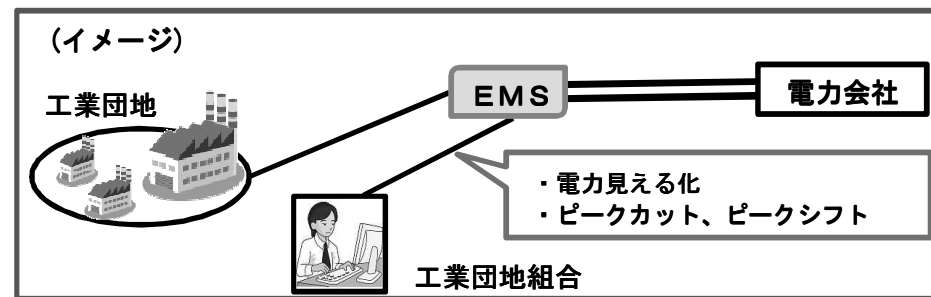 （イメージ）
工業団地
ＥＭＳ
電力会社
・電力見える化
・ピークカット、ピークシフト
工業団地組合